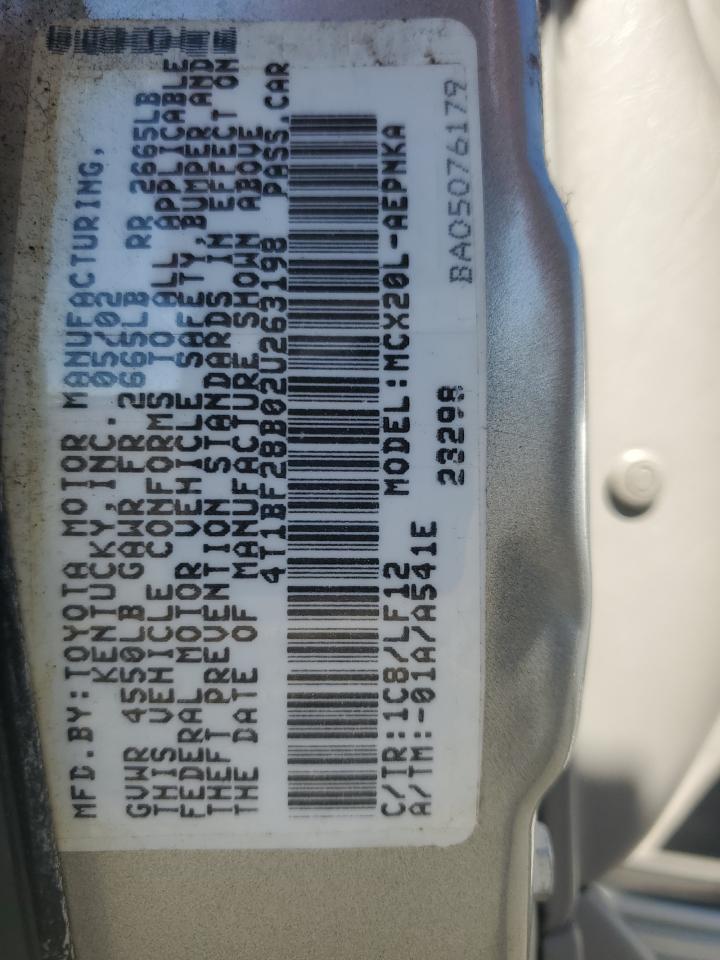 MFD.BY:TOYOTA MOTOR MANUFACTURING,
KENTUCKY,INC. 05/02
GVWR 4550LB GAWR FR 2665LB RR 2665LB
THIS VEHICLE CONFORMS TO ALL APPLICABLE
FEDERAL MOTOR VEHICLE SAFETY,BUMPER AND
THEFT PREVENTION STANDARDS IN EFFECT ON
THE DATE OF MANUFACTURE SHOWN ABOVE
4T1BF28B02U263198 PASS.CAR
C/TR:1C8/LF12 MODEL:MCX20L-AEPNKA
A/TM:-01A/A541E 23298
BA05076179